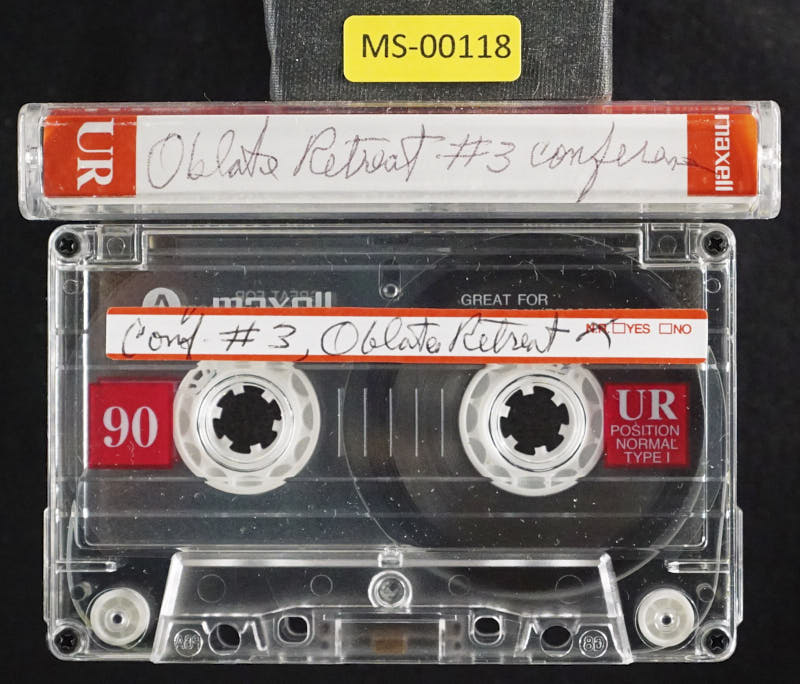 MS-00118
UR
Oblate Retreat #3 conferen
maxell
A maxell
GREAT FOR
Conf #3, Oblate Retreat
N.R. □YES □NO
90
UR
POSITION
NORMAL
TYPE I